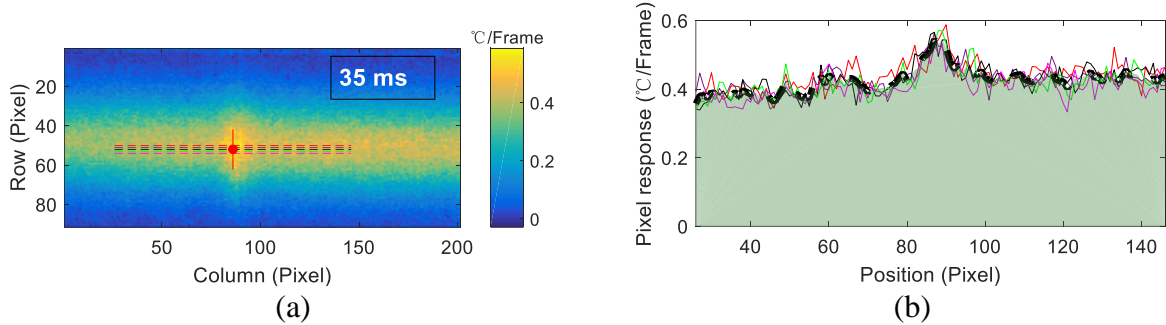 ℃/Frame
35 ms
20
40
60
80
Row (Pixel)
50
100
150
200
Column (Pixel)
0.4
0.2
0
(a)
0.6
0.4
0.2
0
Pixel response (℃/Frame)
40
60
80
100
120
140
Position (Pixel)
(b)